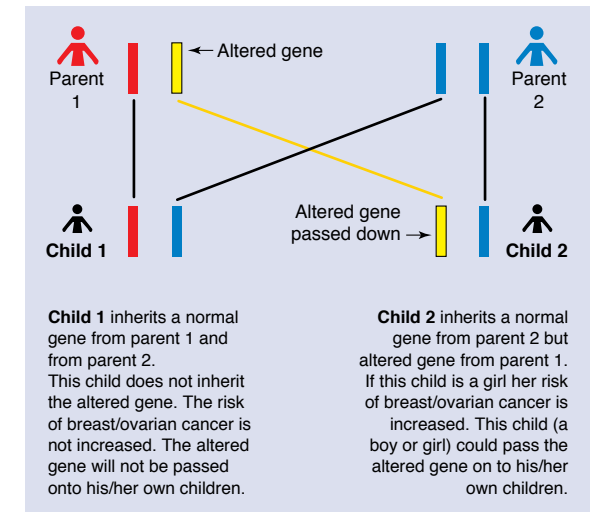 Altered gene
Parent
1
Parent
2
Altered gene
passed down
Child 1
Child 2
Child 1 inherits a normal
gene from parent 1 and
from parent 2.
This child does not inherit
the altered gene. The risk
of breast/ovarian cancer is
not increased. The altered
gene will not be passed
onto his/her own children.
Child 2 inherits a normal
gene from parent 2 but
altered gene from parent 1.
If this child is a girl her risk
of breast/ovarian cancer is
increased. This child (a
boy or girl) could pass the
altered gene on to his/her
own children.